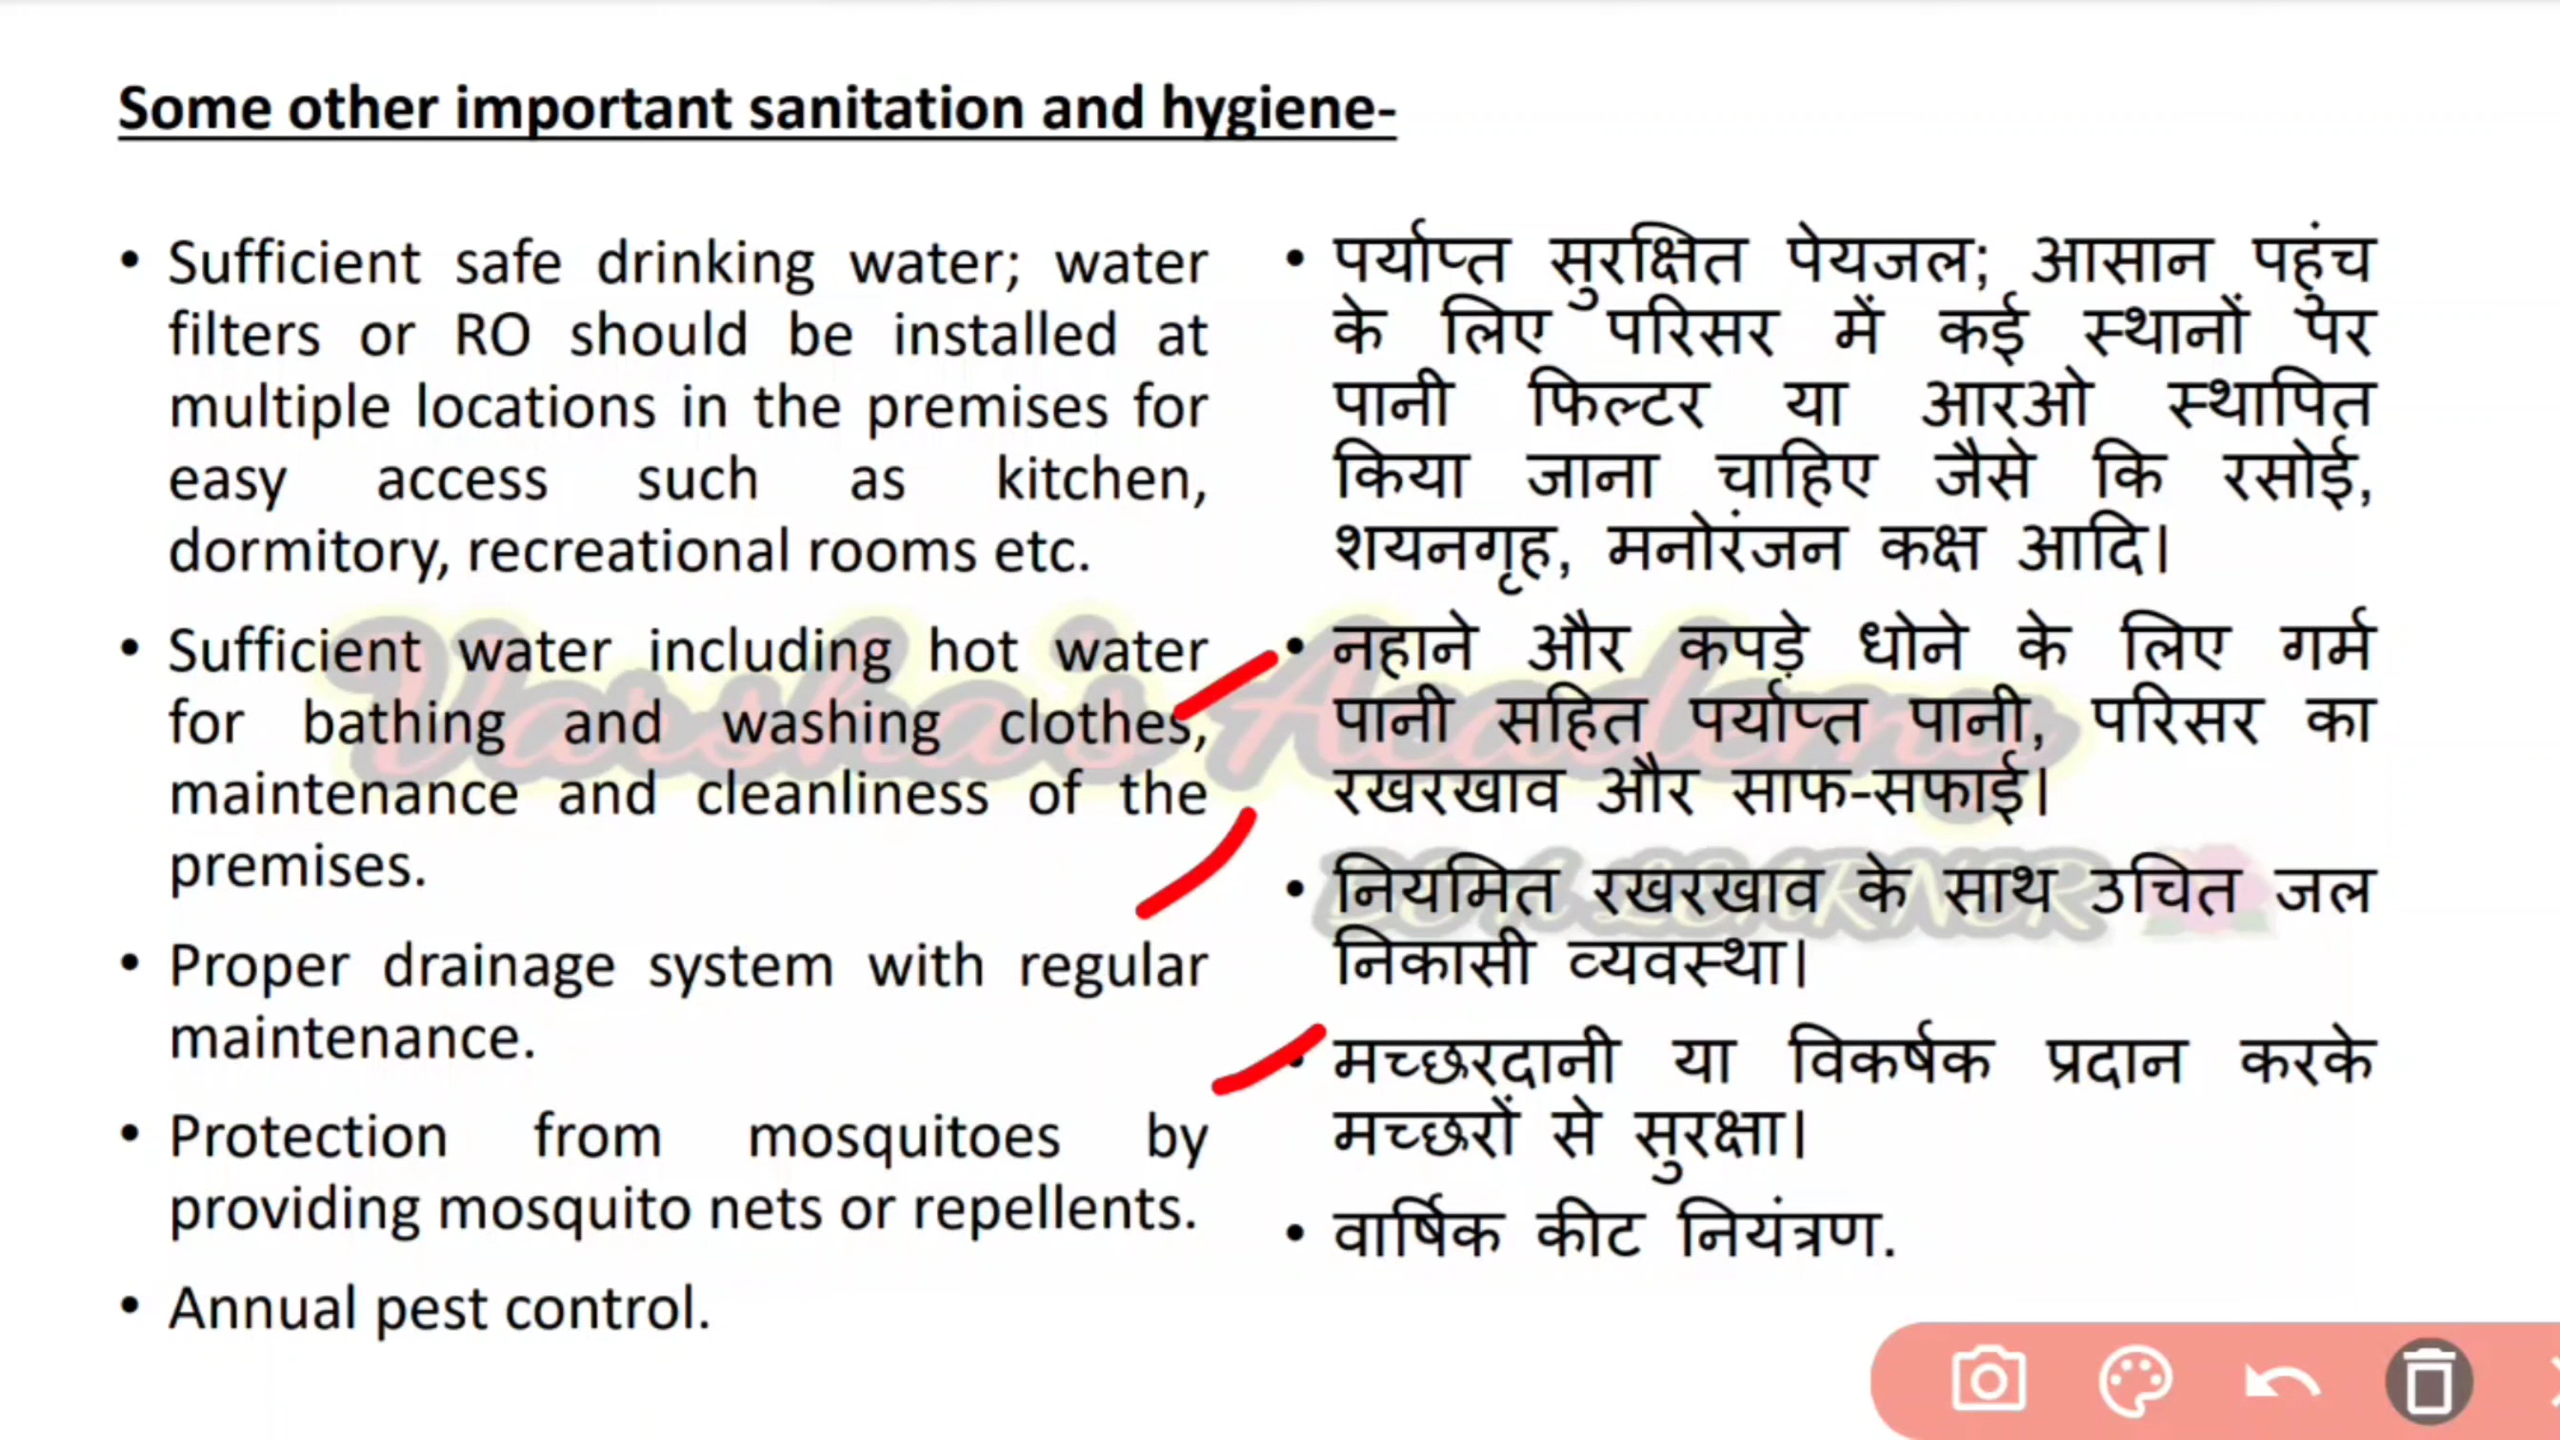 Some other important sanitation and hygiene-
• Sufficient safe drinking water; water
filters or RO should be installed at
multiple locations in the premises for
easy access such as kitchen,
dormitory, recreational rooms etc.
• Sufficient water including hot water
for bathing and washing clothes,
maintenance and cleanliness of the
premises.
• Proper drainage system with regular
maintenance.
• Protection from mosquitoes by
providing mosquito nets or repellents.
• Annual pest control.
• पर्याप्त सुरक्षित पेयजल; आसान पहुंच
के लिए परिसर में कई स्थानों पर
पानी फिल्टर या आरओ स्थापित
किया जाना चाहिए जैसे कि रसोई,
शयनगृह, मनोरंजन कक्ष आदि।
• नहाने और कपड़े धोने के लिए गर्म
पानी सहित पर्याप्त पानी, परिसर का
रखरखाव और साफ-सफाई।
• नियमित रखरखाव के साथ उचित जल
निकासी व्यवस्था।
• मच्छरदानी या विकर्षक प्रदान करके
मच्छरों से सुरक्षा।
• वार्षिक कीट नियंत्रण.
Varsha's Academy
BE A LEARNER